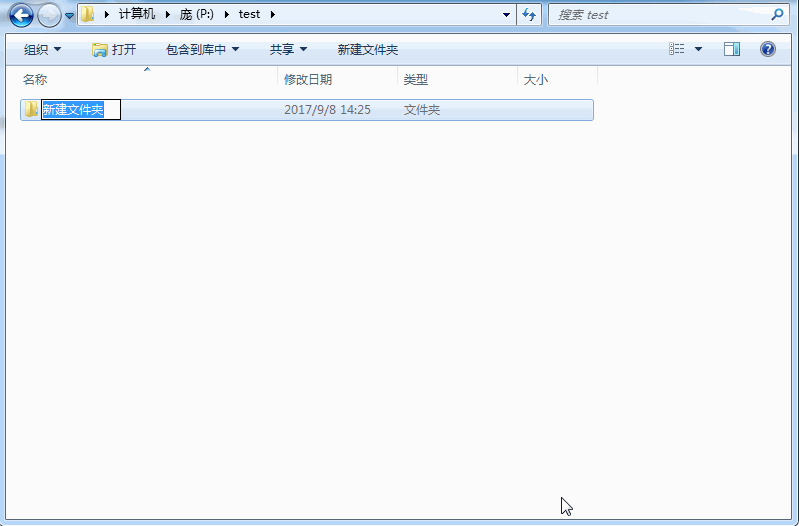 计算机 庞 (P:) test 搜索 test
组织 打开 包含到库中 共享 新建文件夹
名称 修改日期 类型 大小
新建文件夹 2017/9/8 14:25 文件夹